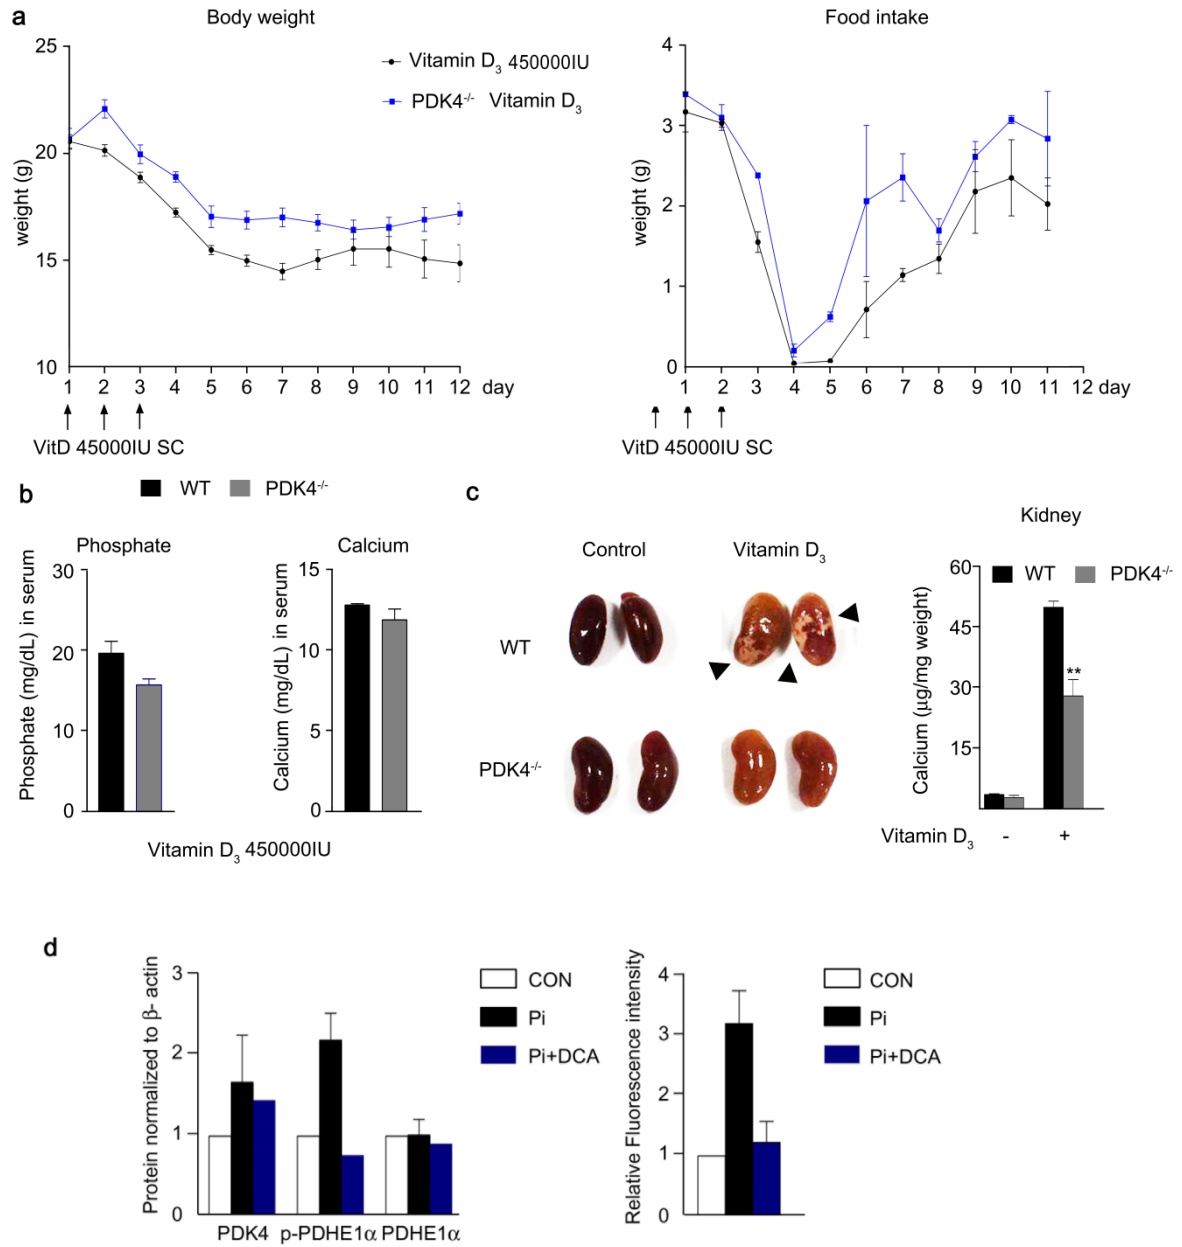 a
Body weight
Food intake
Vitamin D3 450000IU
PDK4-/- Vitamin D3
weight (g)
25
20
15
10
1 2 3 4 5 6 7 8 9 10 11 12 day
VitD 45000IU SC
weight (g)
4
3
2
1
0
1 2 3 4 5 6 7 8 9 10 11 12 day
VitD 45000IU SC
b
WT PDK4-/-
Phosphate
Phosphate (mg/dL) in serum
30
20
10
0
Calcium
Calcium (mg/dL) in serum
15
10
5
0
Vitamin D3 450000IU
c
Control Vitamin D3
WT
PDK4-/-
Kidney
WT PDK4-/-
Calcium (µg/mg weight)
60
45
30
15
**
Vitamin D3 - +
d
Protein normalized to β- actin
3
2
1
0
PDK4 p-PDHE1α PDHE1α
CON
Pi
Pi+DCA
Relative Fluorescence intensity
4
3
2
1
0
CON
Pi
Pi+DCA